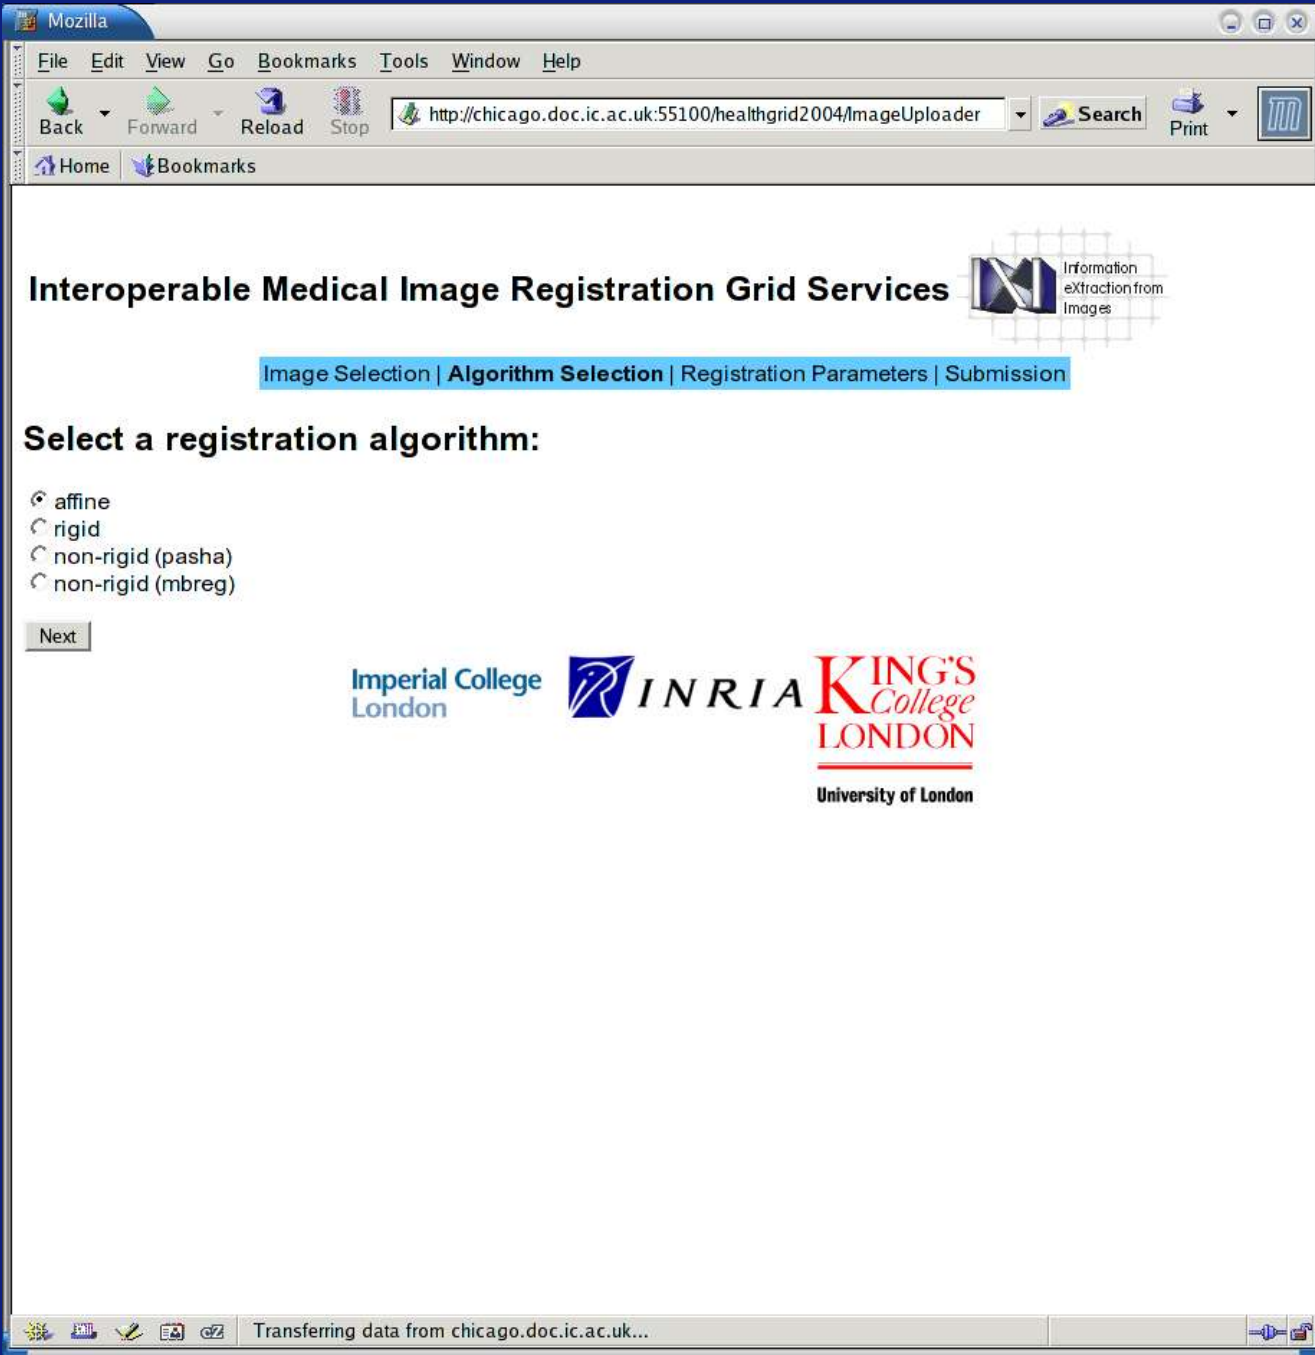 Mozilla
File Edit View Go Bookmarks Tools Window Help
Back Forward Reload Stop http://chicago.doc.ic.ac.uk:55100/healthgrid2004/ImageUploader Search Print
Home Bookmarks
Interoperable Medical Image Registration Grid Services
IXI
Information
eXtraction from
Images
Image Selection | Algorithm Selection | Registration Parameters | Submission
Select a registration algorithm:
affine
rigid
non-rigid (pasha)
non-rigid (mbreg)
Next
Imperial College
London
INRIA
KING'S
College
LONDON
University of London
Transferring data from chicago.doc.ic.ac.uk...